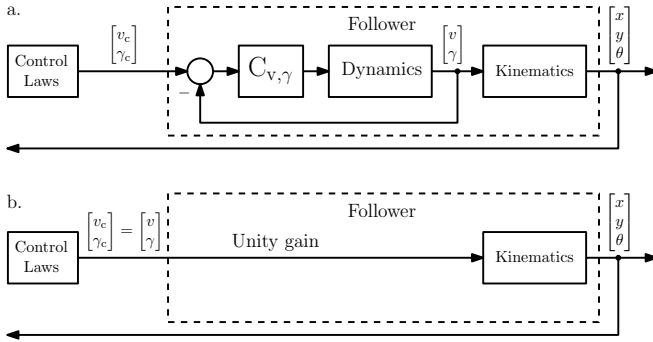 a.
Follower
[v_c γ_c]
[v γ]
[x y θ]
Control
Laws
C_v,γ
Dynamics
Kinematics
−
b.
Follower
[v_c γ_c] = [v γ]
[x y θ]
Control
Laws
Unity gain
Kinematics